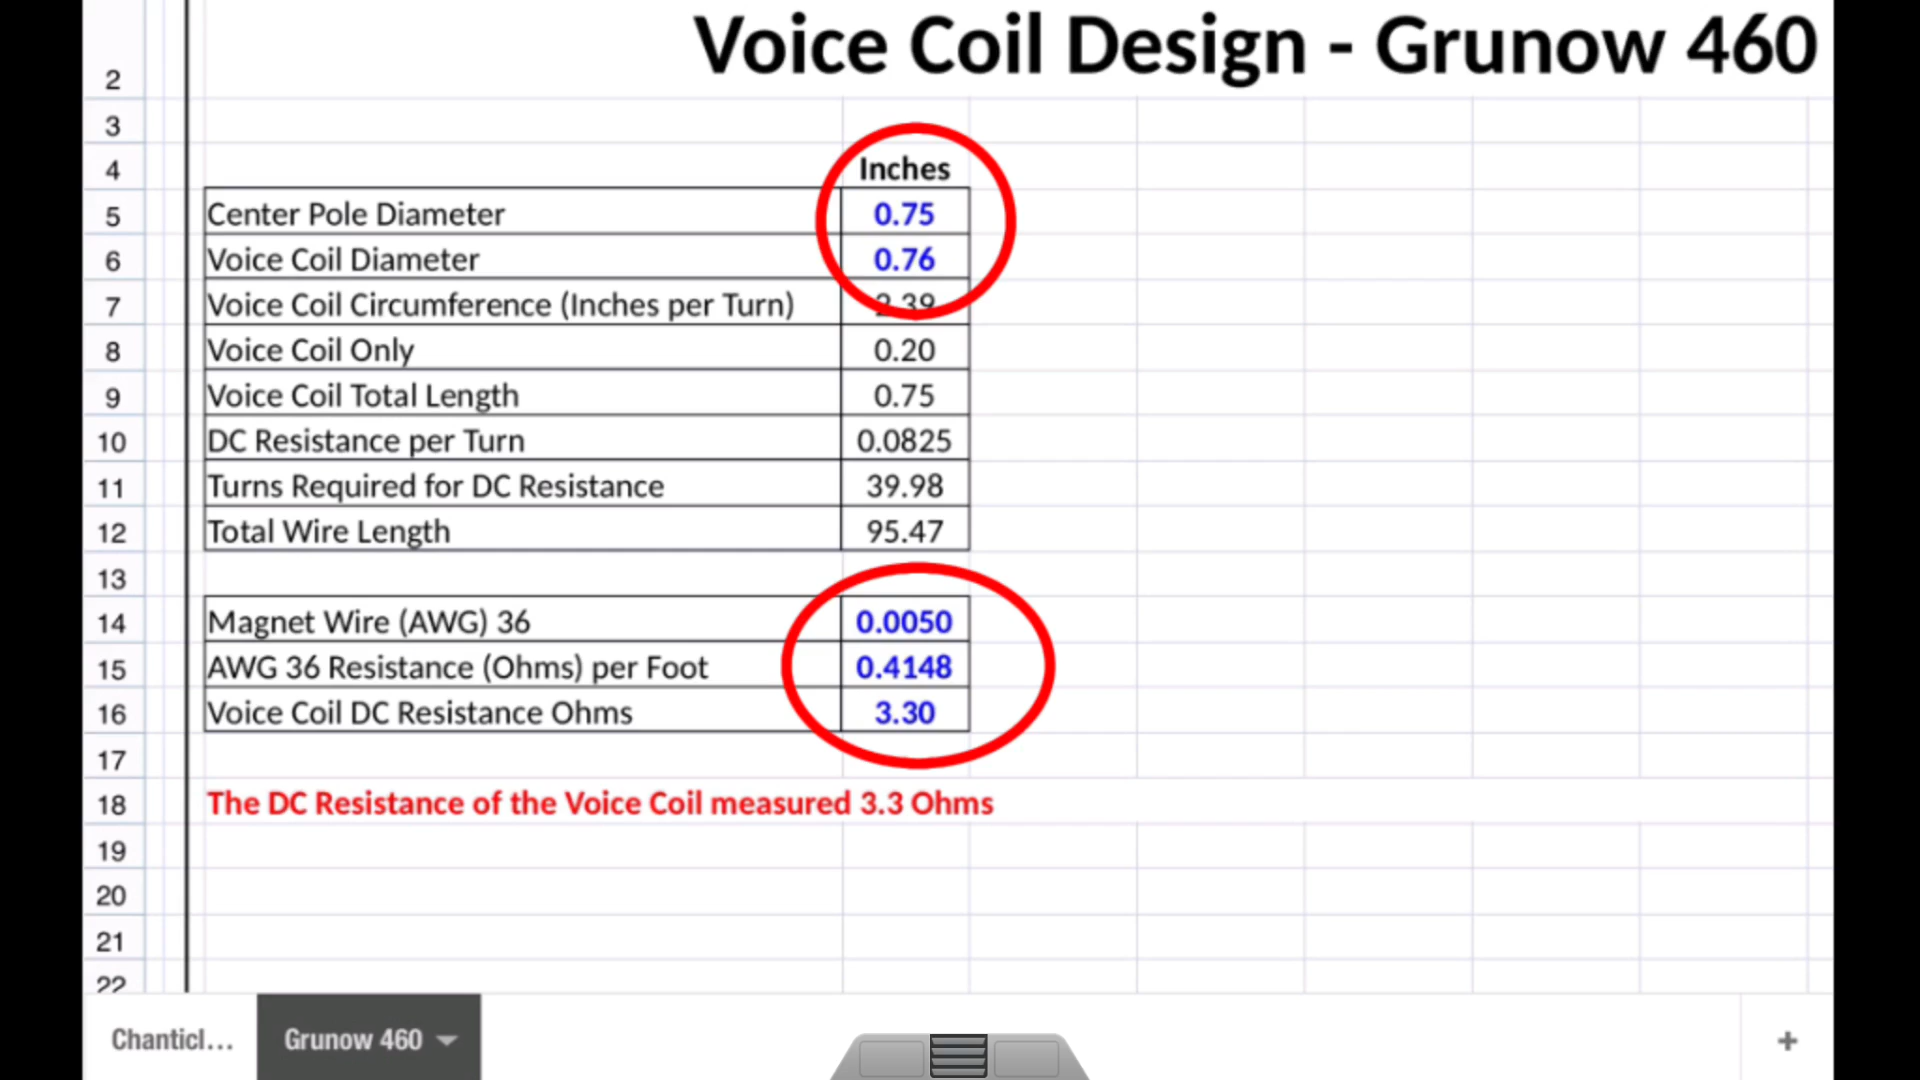 Voice Coil Design - Grunow 460
2
3
4 Inches
5 Center Pole Diameter 0.75
6 Voice Coil Diameter 0.76
7 Voice Coil Circumference (Inches per Turn) 2.39
8 Voice Coil Only 0.20
9 Voice Coil Total Length 0.75
10 DC Resistance per Turn 0.0825
11 Turns Required for DC Resistance 39.98
12 Total Wire Length 95.47
13
14 Magnet Wire (AWG) 36 0.0050
15 AWG 36 Resistance (Ohms) per Foot 0.4148
16 Voice Coil DC Resistance Ohms 3.30
17
18 The DC Resistance of the Voice Coil measured 3.3 Ohms
19
20
21
22
Chanticl... Grunow 460 +